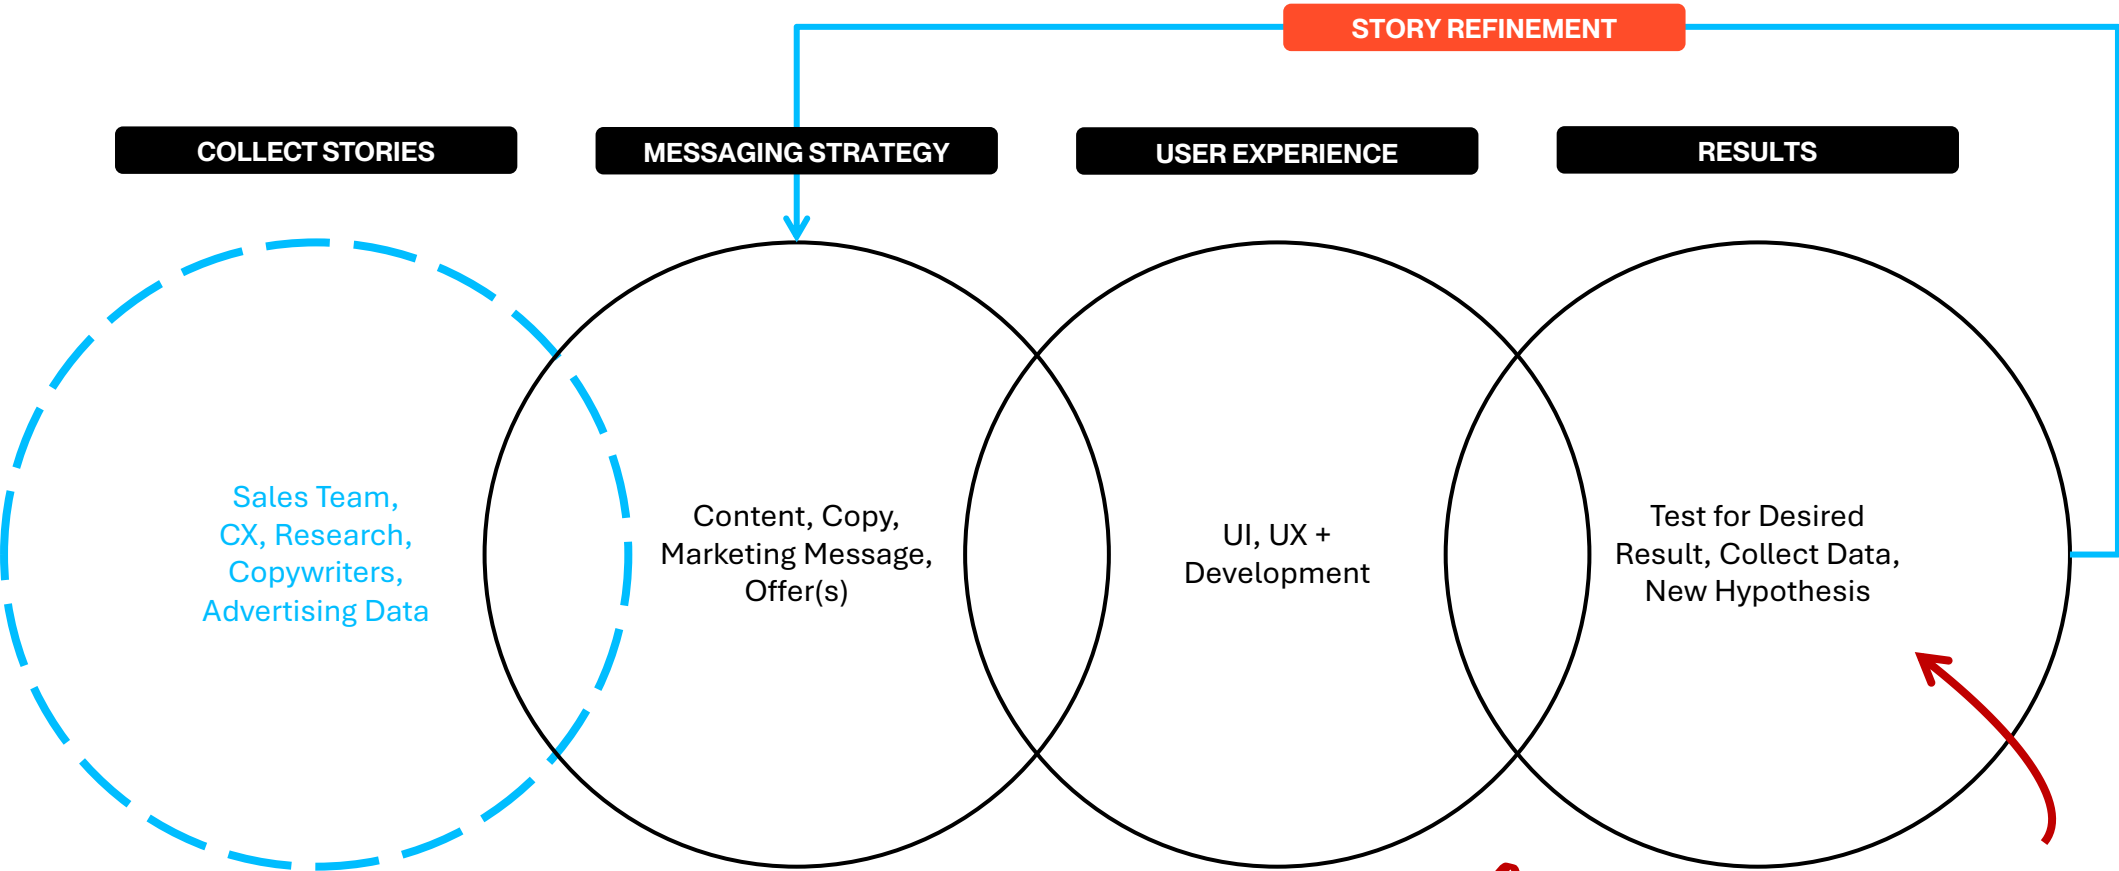 STORY REFINEMENT
COLLECT STORIES
MESSAGING STRATEGY
USER EXPERIENCE
RESULTS
Sales Team,
CX, Research,
Copywriters,
Advertising Data
Content, Copy,
Marketing Message,
Offer(s)
UI, UX +
Development
Test for Desired
Result, Collect Data,
New Hypothesis